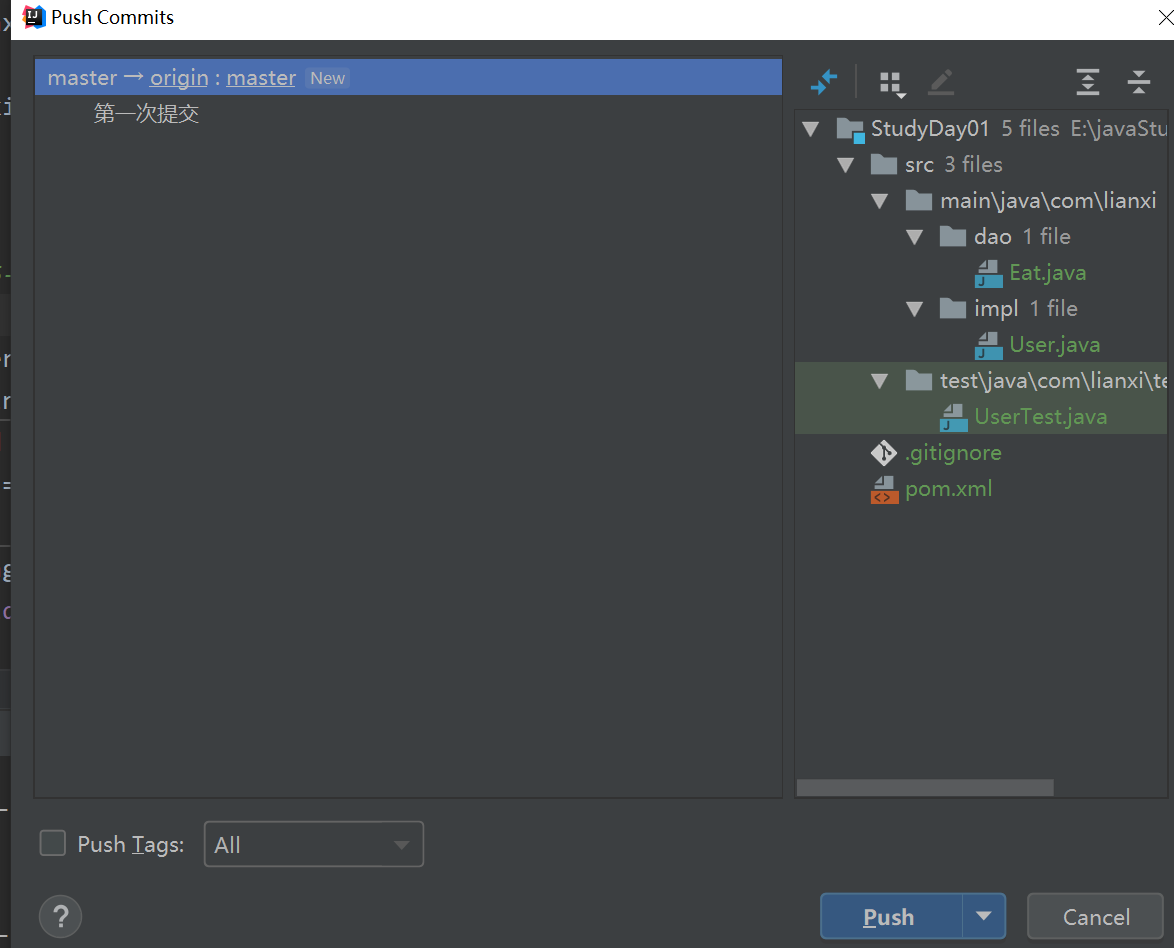 Push Commits
master → origin : master New
第一次提交
StudyDay01 5 files E:\javaStu
src 3 files
main\java\com\lianxi
dao 1 file
Eat.java
impl 1 file
User.java
test\java\com\lianxi\te
UserTest.java
.gitignore
pom.xml
Push Tags: All
? Push Cancel